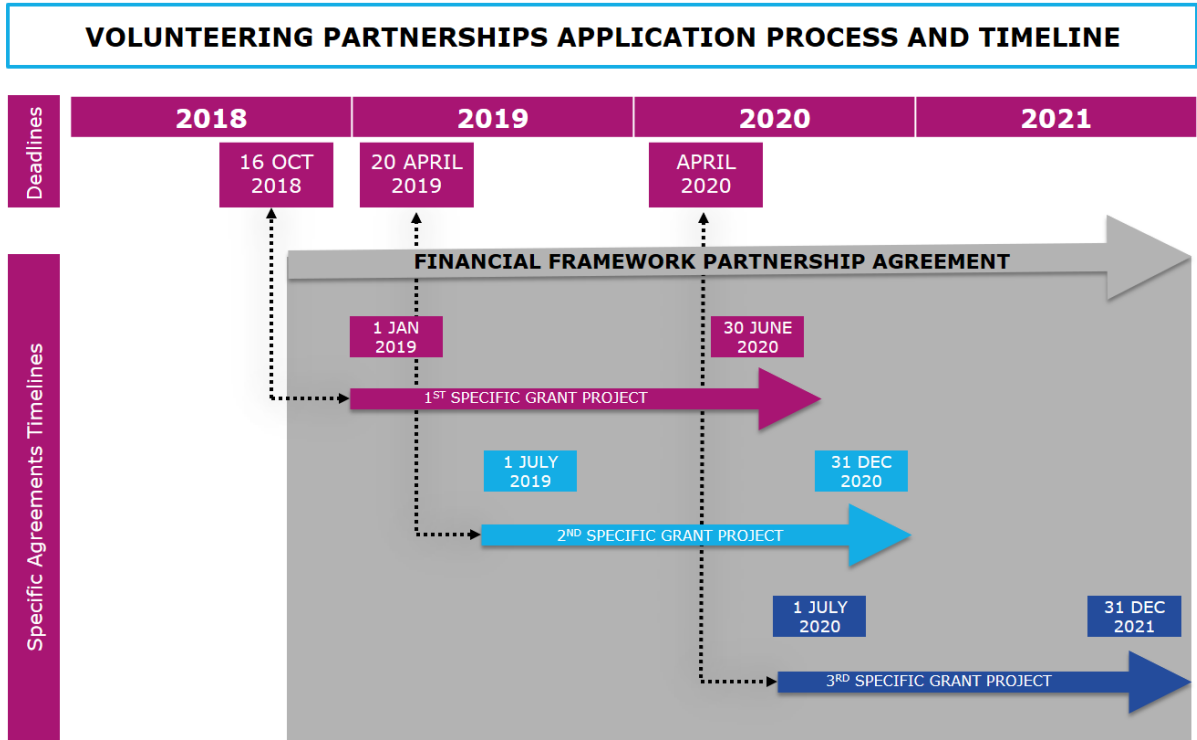 VOLUNTEERING PARTNERSHIPS APPLICATION PROCESS AND TIMELINE
Deadlines
2018
2019
2020
2021
16 OCT
2018
20 APRIL
2019
APRIL
2020
Specific Agreements Timelines
FINANCIAL FRAMEWORK PARTNERSHIP AGREEMENT
1 JAN
2019
30 JUNE
2020
1ST SPECIFIC GRANT PROJECT
1 JULY
2019
31 DEC
2020
2ND SPECIFIC GRANT PROJECT
1 JULY
2020
31 DEC
2021
3RD SPECIFIC GRANT PROJECT